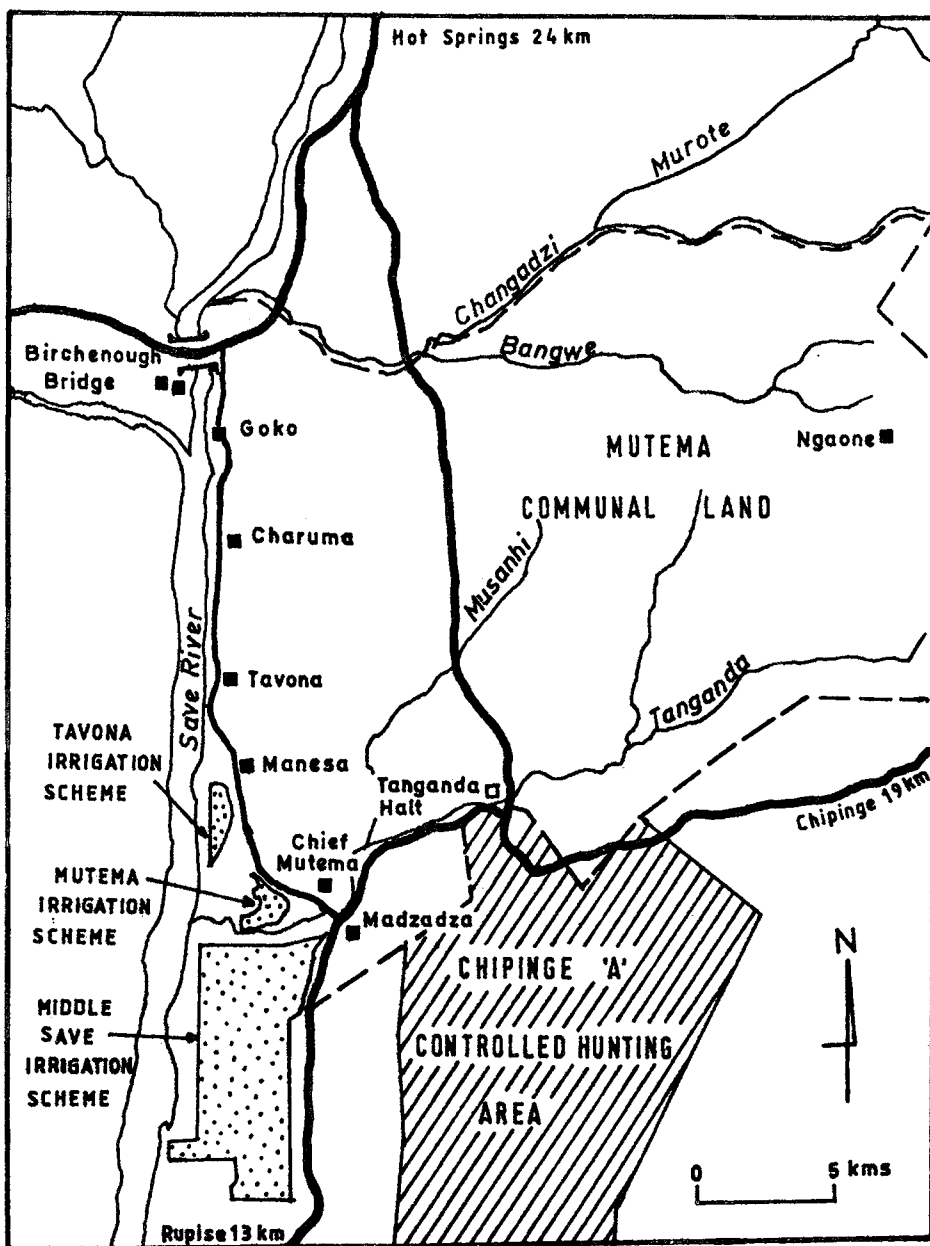 Hot Springs 24 km
Murote
Changadzi
Bangwe
Birchenough
Bridge
Goko
MUTEMA
Ngaone
COMMUNAL LAND
Charuma
Musanhi
Save River
Tavona
Tanganda
TAVONA
IRRIGATION
SCHEME
Manesa
Tanganda
Halt
Chipinge 19 km
Chief
Mutema
MUTEMA
IRRIGATION
SCHEME
Madzadza
N
CHIPINGE 'A'
CONTROLLED HUNTING
AREA
MIDDLE
SAVE
IRRIGATION
SCHEME
0 5 kms
Rupise 13 km